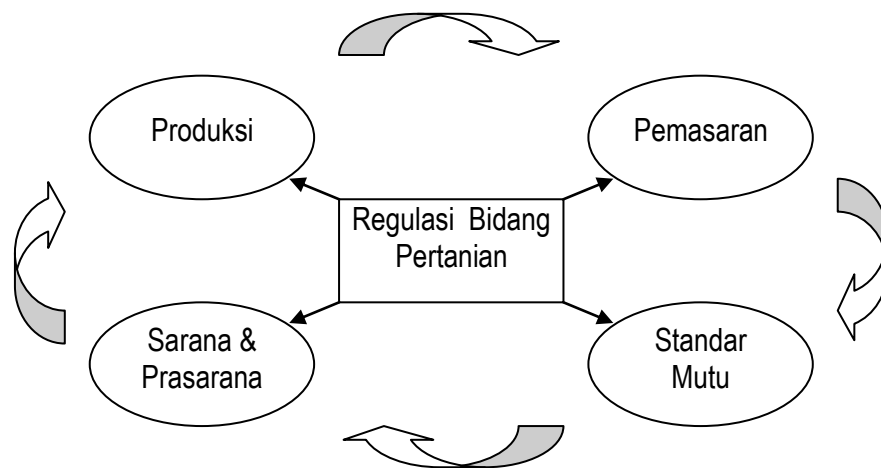 Produksi
Pemasaran
Regulasi Bidang
Pertanian
Sarana &
Prasarana
Standar
Mutu